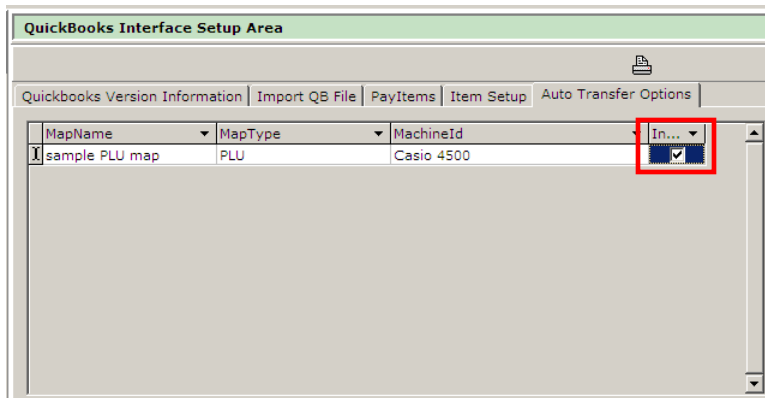 QuickBooks Interface Setup Area
Quickbooks Version Information Import QB File PayItems Item Setup Auto Transfer Options
MapName MapType MachineId In...
sample PLU map PLU Casio 4500